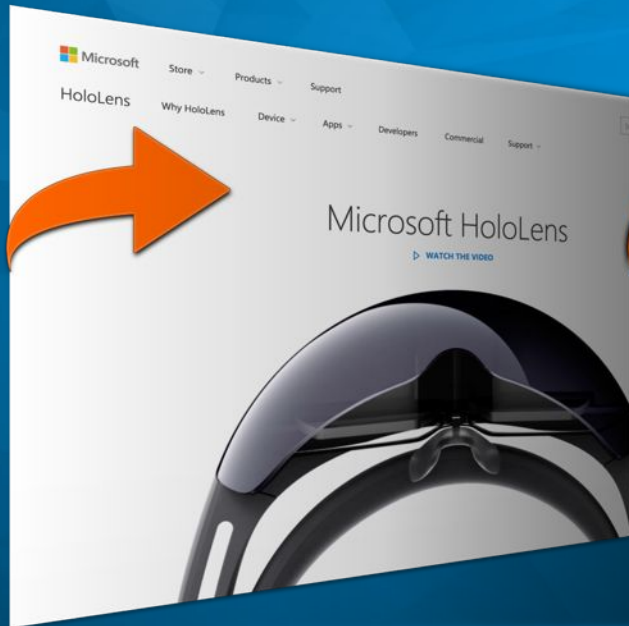 Microsoft Store Products Support
HoloLens Why HoloLens Device Apps Developers Commercial Support
Microsoft HoloLens
WATCH THE VIDEO